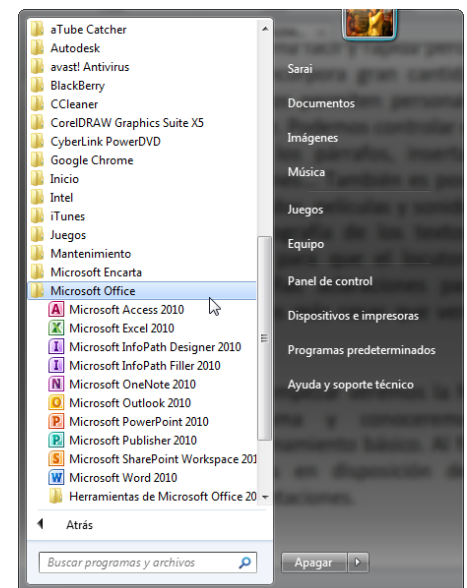 aTube Catcher
Autodesk
avast! Antivirus
BlackBerry
CCleaner
CorelDRAW Graphics Suite X5
CyberLink PowerDVD
Google Chrome
Inicio
Intel
iTunes
Juegos
Mantenimiento
Microsoft Encarta
Microsoft Office
Microsoft Access 2010
Microsoft Excel 2010
Microsoft InfoPath Designer 2010
Microsoft InfoPath Filler 2010
Microsoft OneNote 2010
Microsoft Outlook 2010
Microsoft PowerPoint 2010
Microsoft Publisher 2010
Microsoft SharePoint Workspace 201
Microsoft Word 2010
Herramientas de Microsoft Office 20
Atrás
Buscar programas y archivos
Sarai
Documentos
Imágenes
Música
Juegos
Equipo
Panel de control
Dispositivos e impresoras
Programas predeterminados
Ayuda y soporte técnico
Apagar